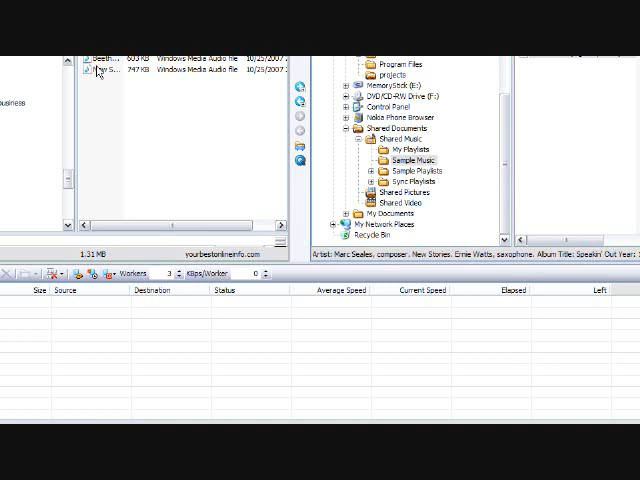 Beeth... 603 KB Windows Media Audio file 10/25/2007
New S... 747 KB Windows Media Audio file 10/25/2007
business
1.31 MB yourbestonlineinfo.com
Program Files
projects
MemoryStick (E:)
DVD/CD-RW Drive (F:)
Control Panel
Nokia Phone Browser
Shared Documents
Shared Music
My Playlists
Sample Music
Sample Playlists
Sync Playlists
Shared Pictures
Shared Video
My Documents
My Network Places
Recycle Bin
Artist: Marc Seales, composer. New Stories. Ernie Watts, saxophone. Album Title: Speakin' Out Year:
Workers 3 KBps/Worker 0
Size Source Destination Status Average Speed Current Speed Elapsed Left